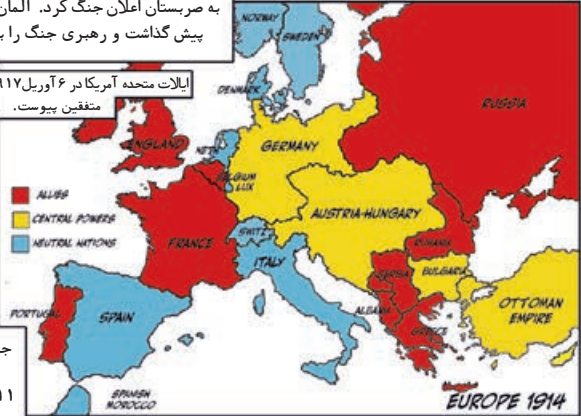 به صربستان اعلان جنگ کرد. آلمان
پیش گذاشت و رهبری جنگ را
ایالات متحده آمریکا در ۶ آوریل
متفقین پیوست.
NORWAY
SWEDEN
DENMARK
RUSSIA
ENGLAND
NETH
GERMANY
BELGIUM
LUX
ALLIES
CENTRAL POWERS
NEUTRAL NATIONS
AUSTRIA-HUNGARY
FRANCE
SWITZ
ITALY
RUMANIA
SERBIA
BULGARIA
ALBANIA
GREECE
OTTOMAN
EMPIRE
PORTUGAL
SPAIN
SPANISH
MOROCCO
EUROPE 1914